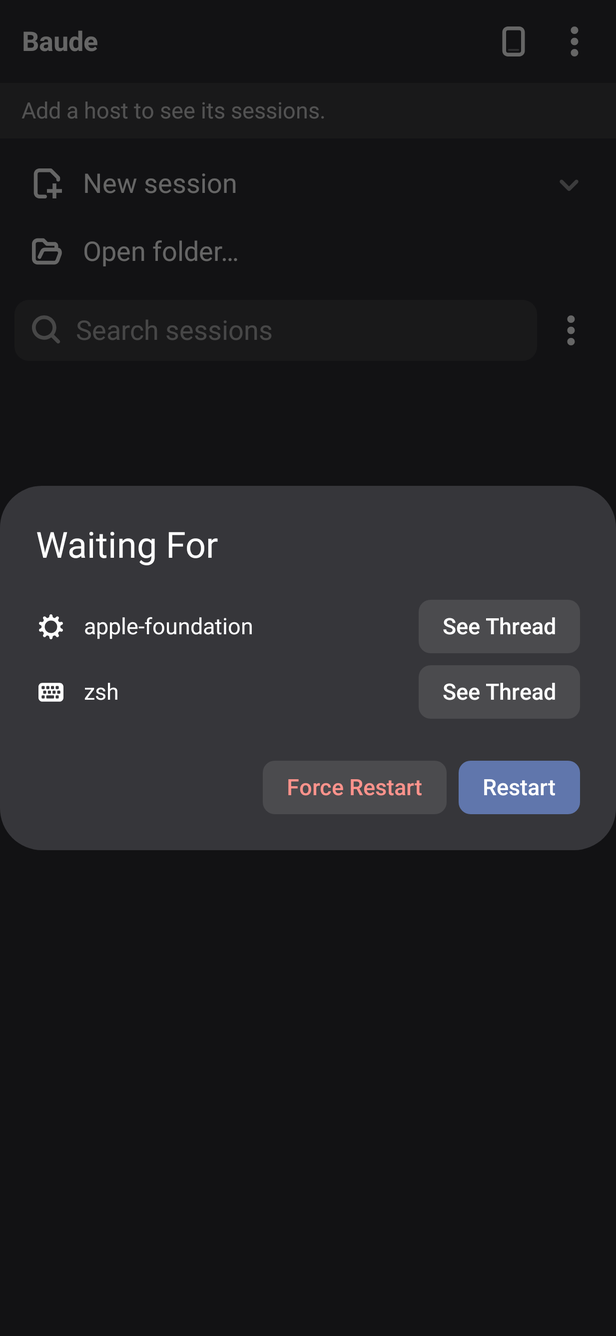 Baude
Add a host to see its sessions.
New session
Open folder…
Search sessions
Waiting For
apple-foundation
See Thread
zsh
See Thread
Force Restart
Restart